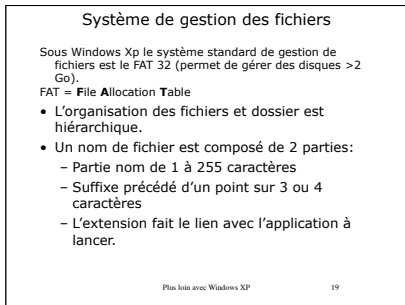 Système de gestion des fichiers
Sous Windows Xp le système standard de gestion de
fichiers est le FAT 32 (permet de gérer des disques >2
Go).
FAT = File Allocation Table
• L'organisation des fichiers et dossier est
hiérarchique.
• Un nom de fichier est composé de 2 parties:
– Partie nom de 1 à 255 caractères
– Suffixe précédé d'un point sur 3 ou 4
caractères
– L'extension fait le lien avec l'application à
lancer.
Plus loin avec Windows XP 19